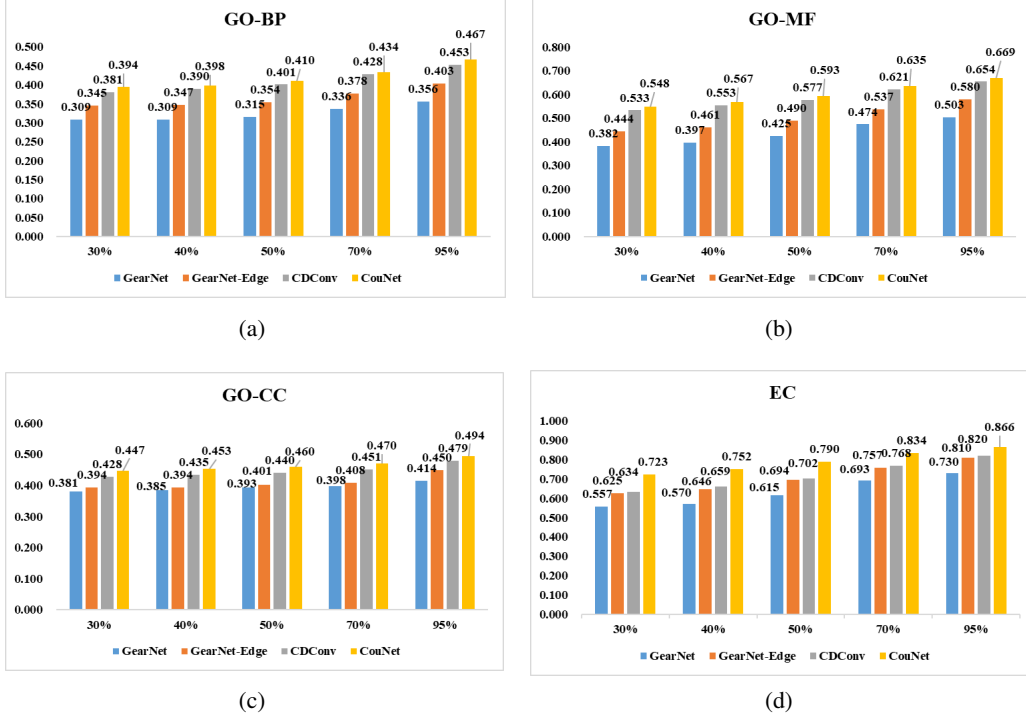 GO-BP
0.500
0.450
0.400
0.350
0.300
0.250
0.200
0.150
0.100
0.050
0.000
0.309 0.345 0.381 0.394
0.309 0.347 0.390 0.398
0.315 0.354 0.401 0.410
0.336 0.378 0.428 0.434
0.356 0.403 0.453 0.467
30% 40% 50% 70% 95%
GearNet GearNet-Edge CDConv CouNet
(a)
GO-MF
0.800
0.700
0.600
0.500
0.400
0.300
0.200
0.100
0.000
0.382 0.444 0.533 0.548
0.397 0.461 0.553 0.567
0.425 0.490 0.577 0.593
0.474 0.537 0.621 0.635
0.503 0.580 0.654 0.669
30% 40% 50% 70% 95%
GearNet GearNet-Edge CDConv CouNet
(b)
GO-CC
0.600
0.500
0.400
0.300
0.200
0.100
0.000
0.381 0.394 0.428 0.447
0.385 0.394 0.435 0.453
0.393 0.401 0.440 0.460
0.398 0.408 0.451 0.470
0.414 0.450 0.479 0.494
30% 40% 50% 70% 95%
GearNet GearNet-Edge CDConv CouNet
(c)
EC
1.000
0.900
0.800
0.700
0.600
0.500
0.400
0.300
0.200
0.100
0.000
0.557 0.625 0.634 0.723
0.570 0.646 0.659 0.752
0.615 0.694 0.702 0.790
0.693 0.757 0.768 0.834
0.730 0.810 0.820 0.866
30% 40% 50% 70% 95%
GearNet GearNet-Edge CDConv CouNet
(d)